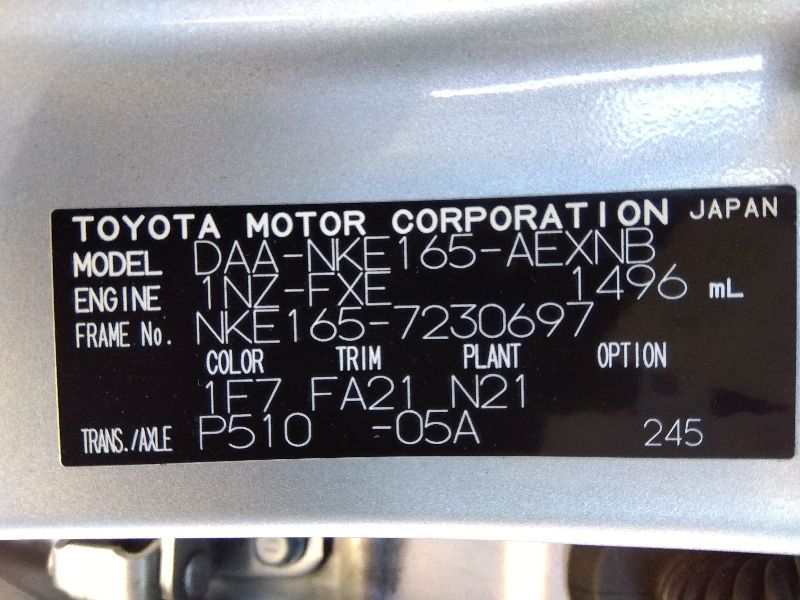 TOYOTA MOTOR CORPORATION JAPAN
MODEL DAA-NKE165-AEXNB
ENGINE 1NZ-FXE 1496 mL
FRAME No. NKE165-7230697
COLOR TRIM PLANT OPTION
1F7 FA21 N21
TRANS./AXLE P510 -05A 245